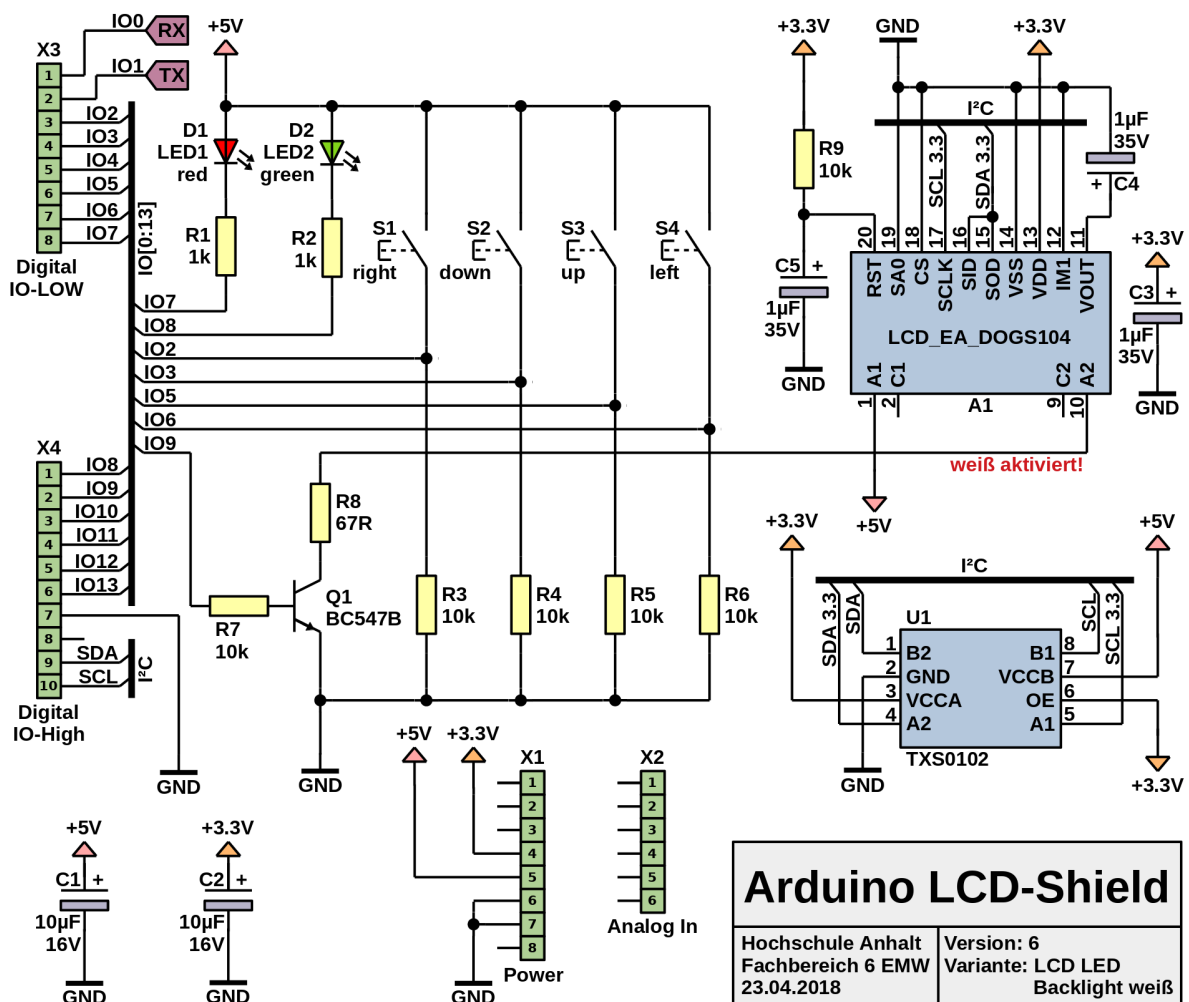 IO0
RX
X3
IO1
TX
1
2
3
4
5
6
7
8
IO2
IO3
IO4
IO5
IO6
IO7
Digital
IO-LOW
IO[0:13]
+5V
D1
LED1
red
D2
LED2
green
R1
1k
R2
1k
S1
right
S2
down
S3
up
S4
left
IO7
IO8
IO2
IO3
IO5
IO6
IO9
X4
1
2
3
4
5
6
7
8
9
10
IO8
IO9
IO10
IO11
IO12
IO13
SDA
SCL
I²C
Digital
IO-High
GND
R7
10k
R8
67R
Q1
BC547B
GND
R3
10k
R4
10k
R5
10k
R6
10k
+3.3V
GND
+3.3V
I²C
SCL 3.3
SDA 3.3
1µF
35V
+ C4
R9
10k
C5 +
1µF
35V
GND
20
19
18
17
16
15
14
13
12
11
RST
SA0
CS
SCLK
SID
SOD
VSS
VDD
IM1
VOUT
LCD_EA_DOGS104
A1
C1
C2
A2
1
2
9
10
A1
+3.3V
C3 +
1µF
35V
GND
weiß aktiviert!
+5V
+3.3V
+5V
I²C
SDA 3.3
SDA
SCL
SCL 3.3
U1
1
2
3
4
B2
GND
VCCA
A2
B1
VCCB
OE
A1
8
7
6
5
TXS0102
GND
+3.3V
+5V
C1 +
10µF
16V
GND
+3.3V
C2 +
10µF
16V
GND
+5V
+3.3V
X1
1
2
3
4
5
6
7
8
Power
GND
X2
1
2
3
4
5
6
Analog In
Arduino LCD-Shield
Hochschule Anhalt
Fachbereich 6 EMW
23.04.2018
Version: 6
Variante: LCD LED
Backlight weiß